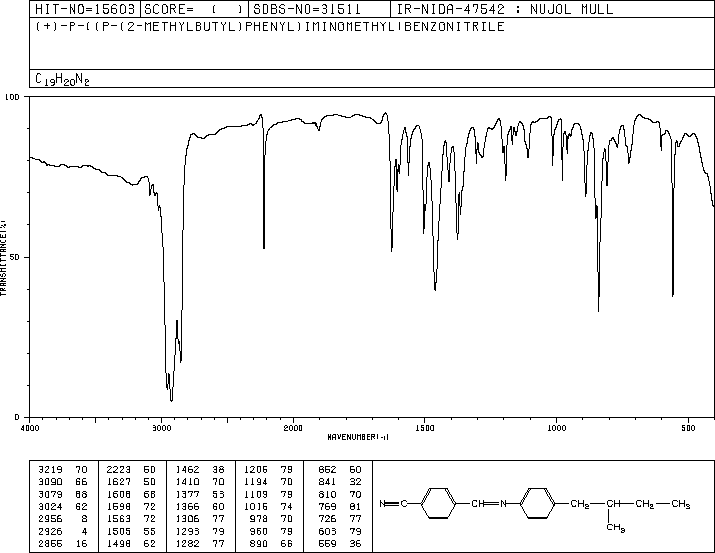 HIT-NO=15603 SCORE= ( ) SDBS-NO=31511 IR-NIDA-47542 : NUJOL MULL
(+)-P-((P-(2-METHYLBUTYL)PHENYL)IMINOMETHYL)BENZONITRILE
C19H20N2
100
50
0
TRANSMITTANCE(%)
4000 3000 2000 1500 1000 500
WAVENUMBER(-1)
3219 70 2223 50 1462 38 1206 79 852 60
3090 66 1627 50 1410 70 1194 70 841 32
3079 68 1608 68 1377 53 1109 79 810 70
3024 62 1598 72 1366 60 1016 74 769 81
2956 8 1563 72 1306 77 978 70 726 77
2926 4 1505 55 1293 79 960 79 603 79
2855 16 1498 62 1282 77 890 66 559 36
N C CH N CH2 CH CH2 CH3
CH3